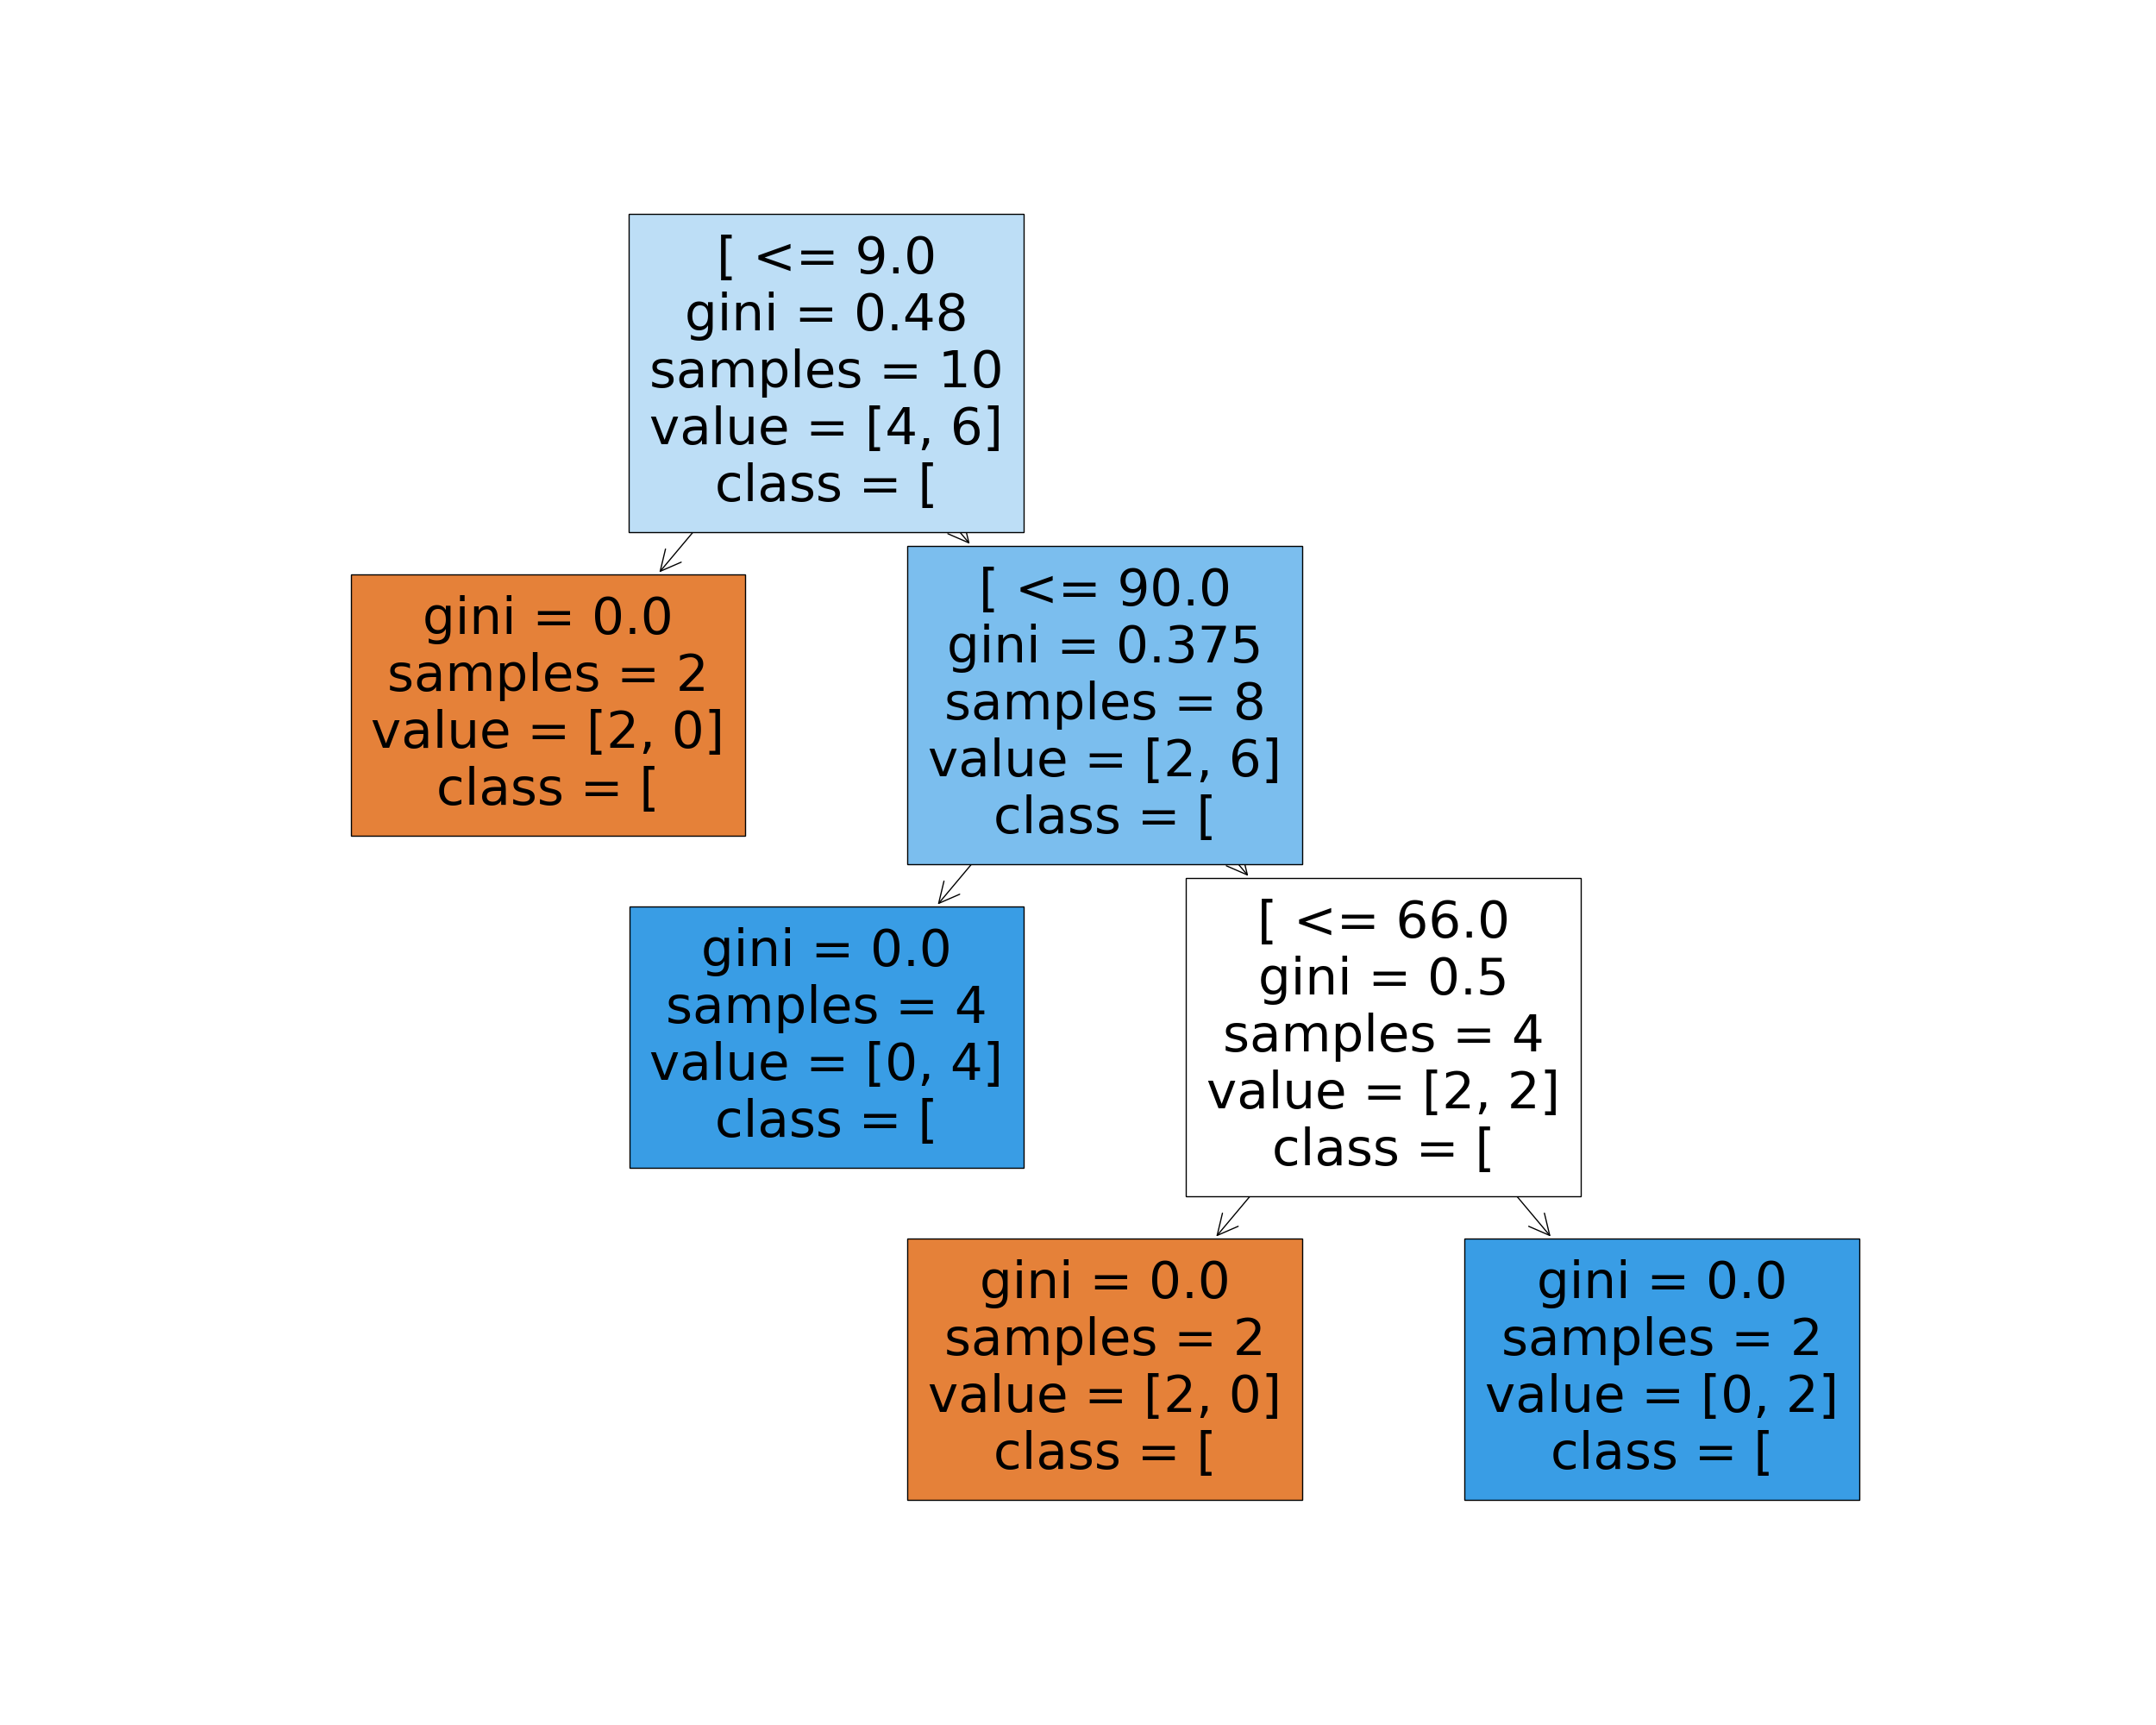 [ <= 9.0
gini = 0.48
samples = 10
value = [4, 6]
class = [
gini = 0.0
samples = 2
value = [2, 0]
class = [
[ <= 90.0
gini = 0.375
samples = 8
value = [2, 6]
class = [
gini = 0.0
samples = 4
value = [0, 4]
class = [
[ <= 66.0
gini = 0.5
samples = 4
value = [2, 2]
class = [
gini = 0.0
samples = 2
value = [2, 0]
class = [
gini = 0.0
samples = 2
value = [0, 2]
class = [